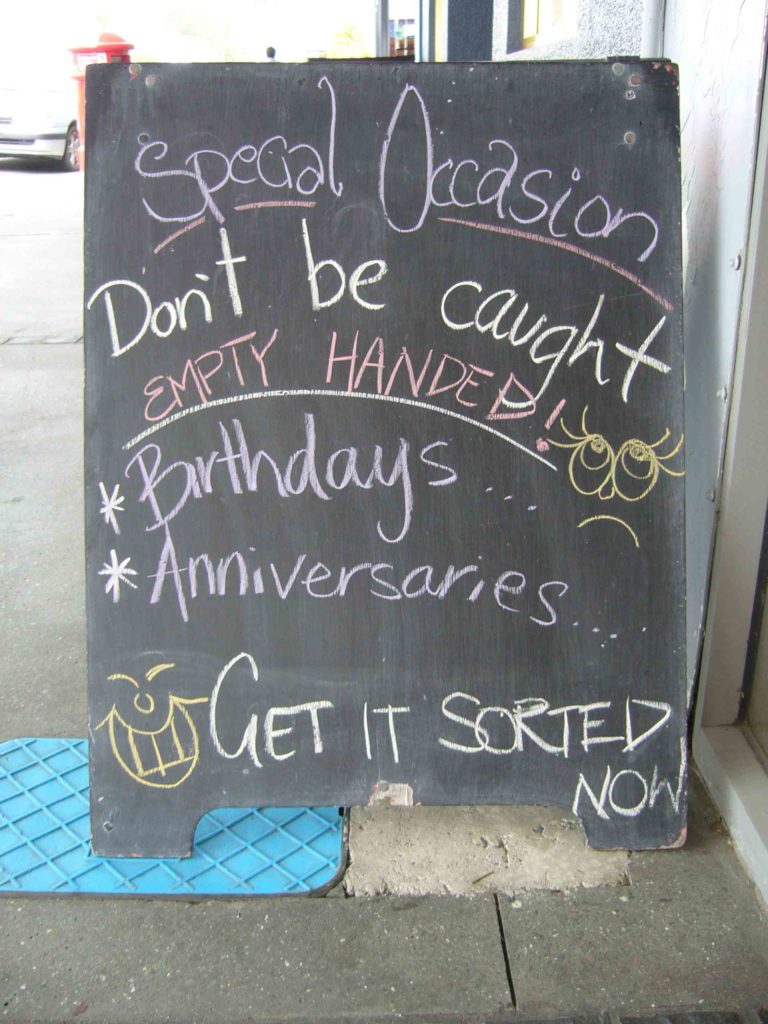 Special Occasion
Don't be caught
EMPTY HANDED!
* Birthdays...
* Anniversaries...
GET IT SORTED
NOW